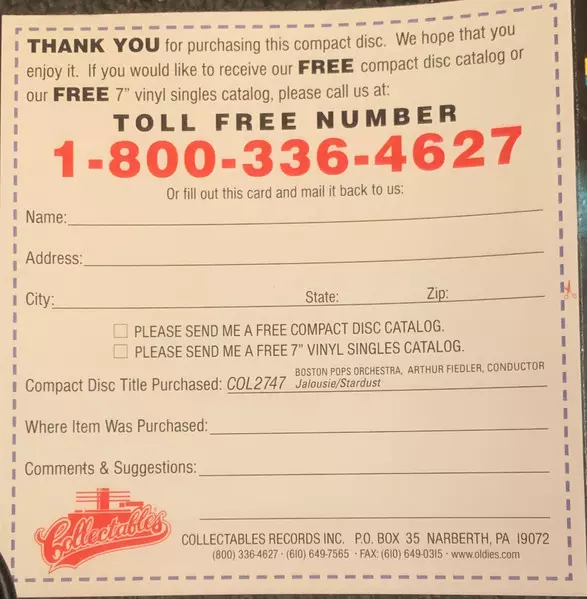 THANK YOU for purchasing this compact disc. We hope that you
enjoy it. If you would like to receive our FREE compact disc catalog or
our FREE 7" vinyl singles catalog, please call us at:
TOLL FREE NUMBER
1-800-336-4627
Or fill out this card and mail it back to us:
Name:
Address:
City: State: Zip:
PLEASE SEND ME A FREE COMPACT DISC CATALOG.
PLEASE SEND ME A FREE 7" VINYL SINGLES CATALOG.
BOSTON POPS ORCHESTRA, ARTHUR FIEDLER, CONDUCTOR
Compact Disc Title Purchased: COL2747 Jalousie/Stardust
Where Item Was Purchased:
Comments & Suggestions:
Collectables
COLLECTABLES RECORDS INC. P.O. BOX 35 NARBERTH, PA 19072
(800) 336-4627 · (610) 649-7565 · FAX: (610) 649-0315 · www.oldies.com